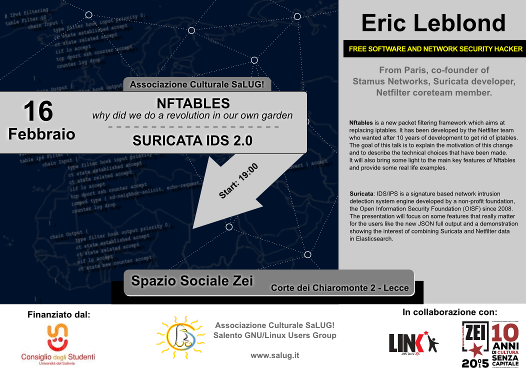 Eric Leblond
FREE SOFTWARE AND NETWORK SECURITY HACKER
From Paris, co-founder of
Stamus Networks, Suricata developer,
Netfilter coreteam member.
Associazione Culturale SaLUG!
16
Febbraio
NFTABLES
why did we do a revolution in our own garden
SURICATA IDS 2.0
Start: 19:00
Nftables is a new packet filtering framework which aims at
replacing iptables. It has been developed by the Netfilter team
who wanted after 10 years of development to get rid of iptables.
The goal of this talk is to explain the motivation of this change
and to describe the technical choices that have been made.
It will also bring some light to the main key features of Nftables
and provide some real life examples.
Suricata: IDS/IPS is a signature based network intrusion
detection system engine developed by a non-profit foundation,
the Open Information Security Foundation (OISF) since 2008.
The presentation will focus on some features that really matter
for the users like the new JSON full output and a demonstration
showing the interest of combining Suricata and Netfilter data
in Elasticsearch.
Spazio Sociale Zei
Corte dei Chiaromonte 2 - Lecce
Finanziato dal:
Consiglio degli Studenti
Università del Salento
Associazione Culturale SaLUG!
Salento GNU/Linux Users Group
www.salug.it
In collaborazione con:
LINK
ZEI
2005
10 ANNI
DI CULTURA
SENZA
CAPITALE